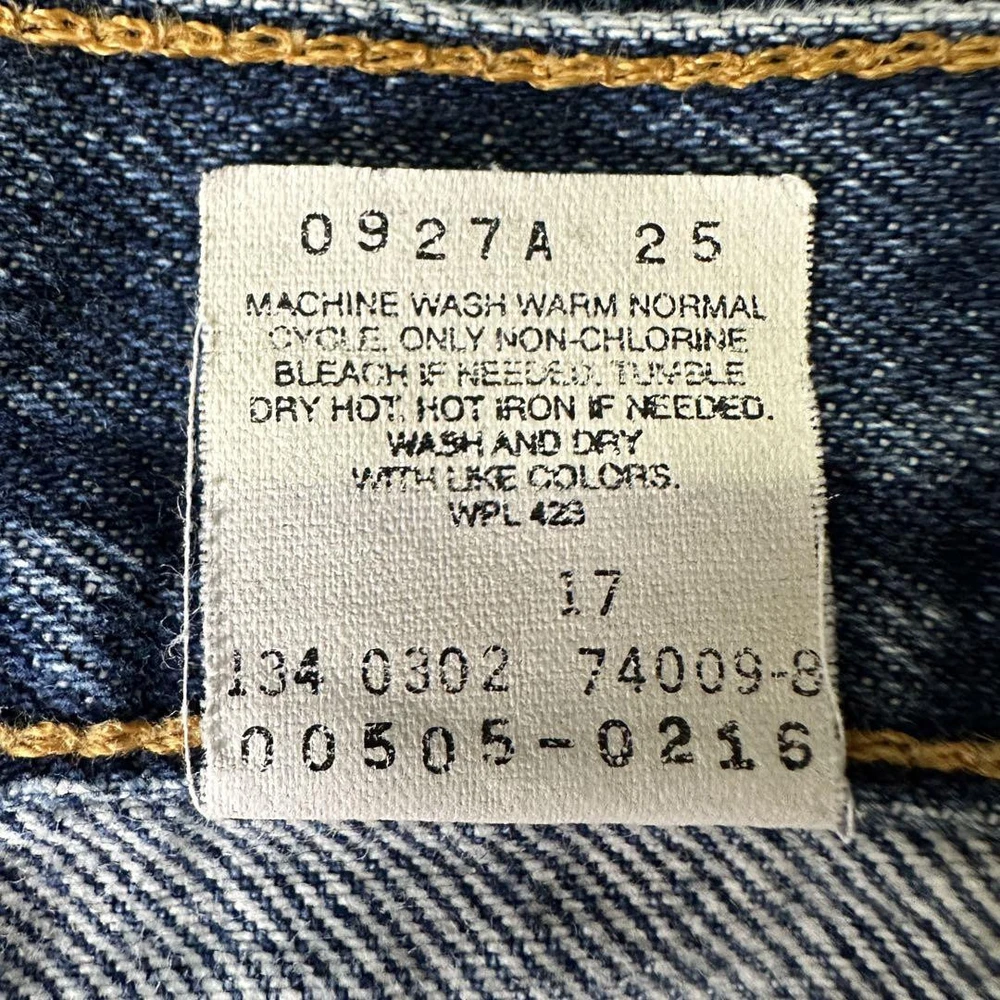 0927A 25
MACHINE WASH WARM NORMAL
CYCLE. ONLY NON-CHLORINE
BLEACH IF NEEDED. TUMBLE
DRY HOT. HOT IRON IF NEEDED.
WASH AND DRY
WITH LIKE COLORS.
WPL 423
17
134 0302 74009-8
00505-0216